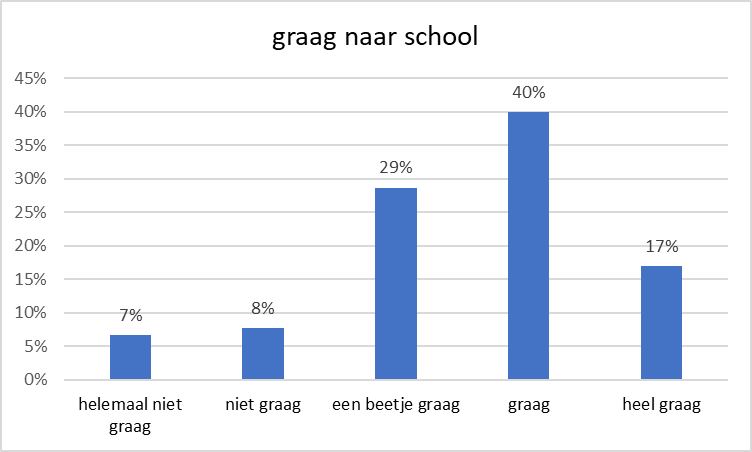 graag naar school
45%
40%
35%
30%
25%
20%
15%
10%
5%
0%
7%
8%
29%
40%
17%
helemaal niet
graag
niet graag
een beetje graag
graag
heel graag